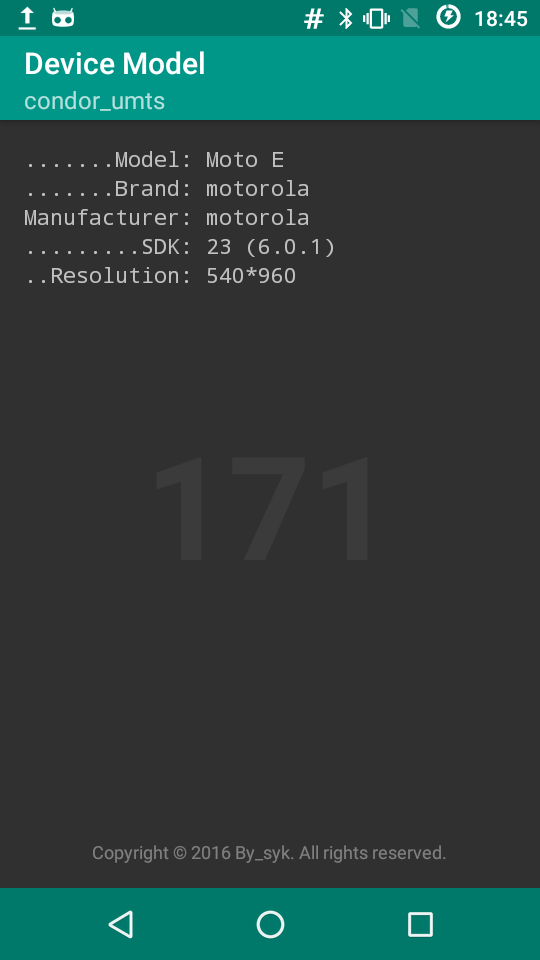 # 18:45
Device Model
condor_umts
.......Model: Moto E
.......Brand: motorola
Manufacturer: motorola
.........SDK: 23 (6.0.1)
..Resolution: 540*960
171
Copyright © 2016 By_syk. All rights reserved.